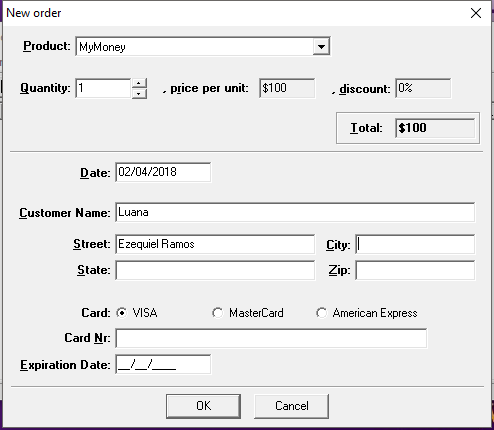 New order
Product: MyMoney
Quantity: 1 , price per unit: $100 , discount: 0%
Total: $100
Date: 02/04/2018
Customer Name: Luana
Street: Ezequiel Ramos City:
State: Zip:
Card: VISA MasterCard American Express
Card Nr:
Expiration Date: __/__/____
OK Cancel